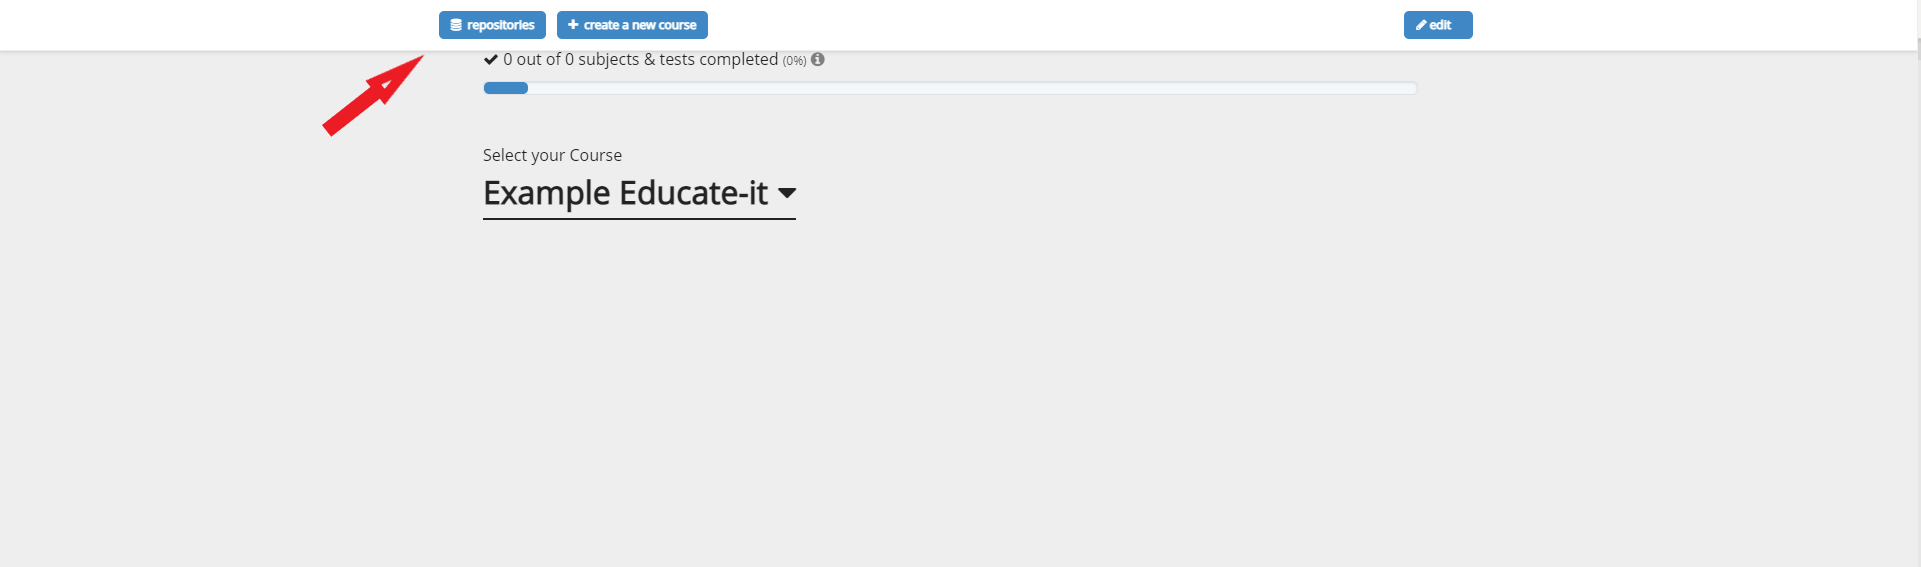 repositories
create a new course
edit
0 out of 0 subjects & tests completed (0%)
Select your Course
Example Educate-it